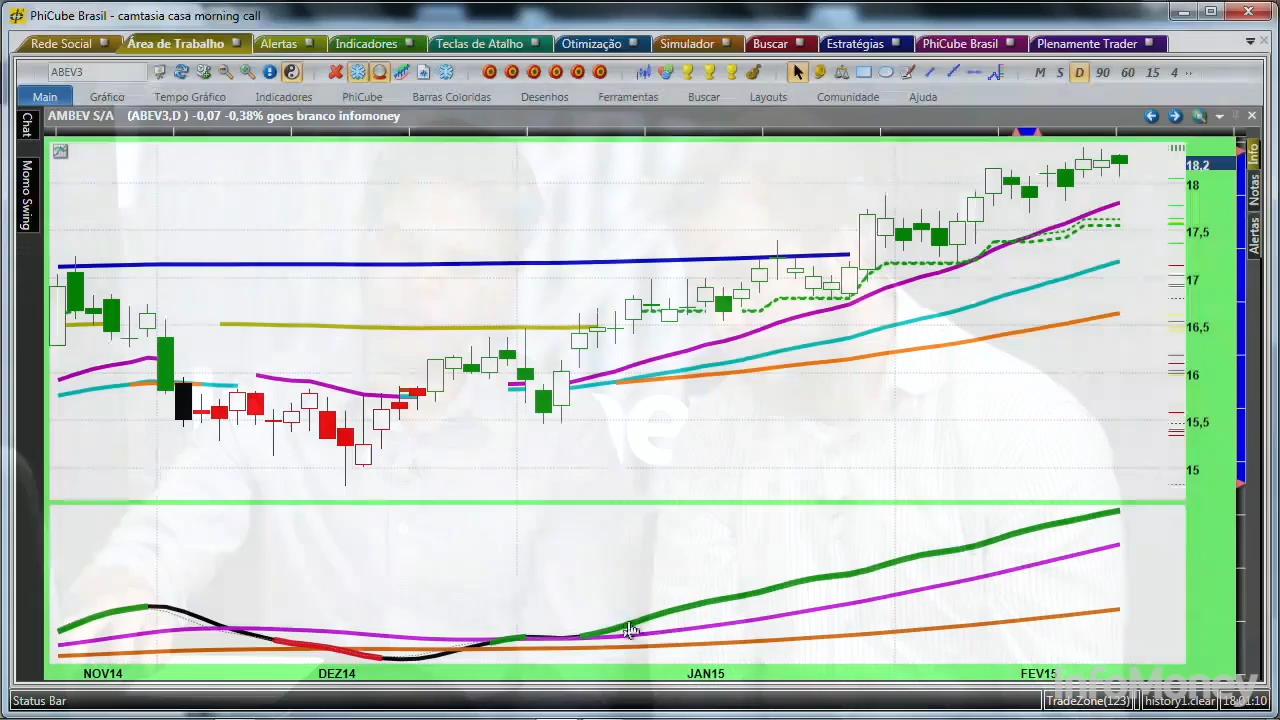 PhiCube Brasil - camtasia casa morning call
Rede Social Área de Trabalho Alertas Indicadores Teclas de Atalho Otimização Simulador Buscar Estratégias PhiCube Brasil Plenamente Trader
ABEV3 M S D 90 60 15 4
Main Gráfico Tempo Gráfico Indicadores PhiCube Barras Coloridas Desenhos Ferramentas Buscar Layouts Comunidade Ajuda
AMBEV S/A (ABEV3,D ) -0,07 -0,38% goes branco infomoney
Chat
Momo Swing
Info
Notas
Alertas
18,2
18
17,5
17
16,5
16
15,5
15
NOV14 DEZ14 JAN15 FEV15
InfoMoney
Status Bar TradeZone(123) history1.clear 18:01:10